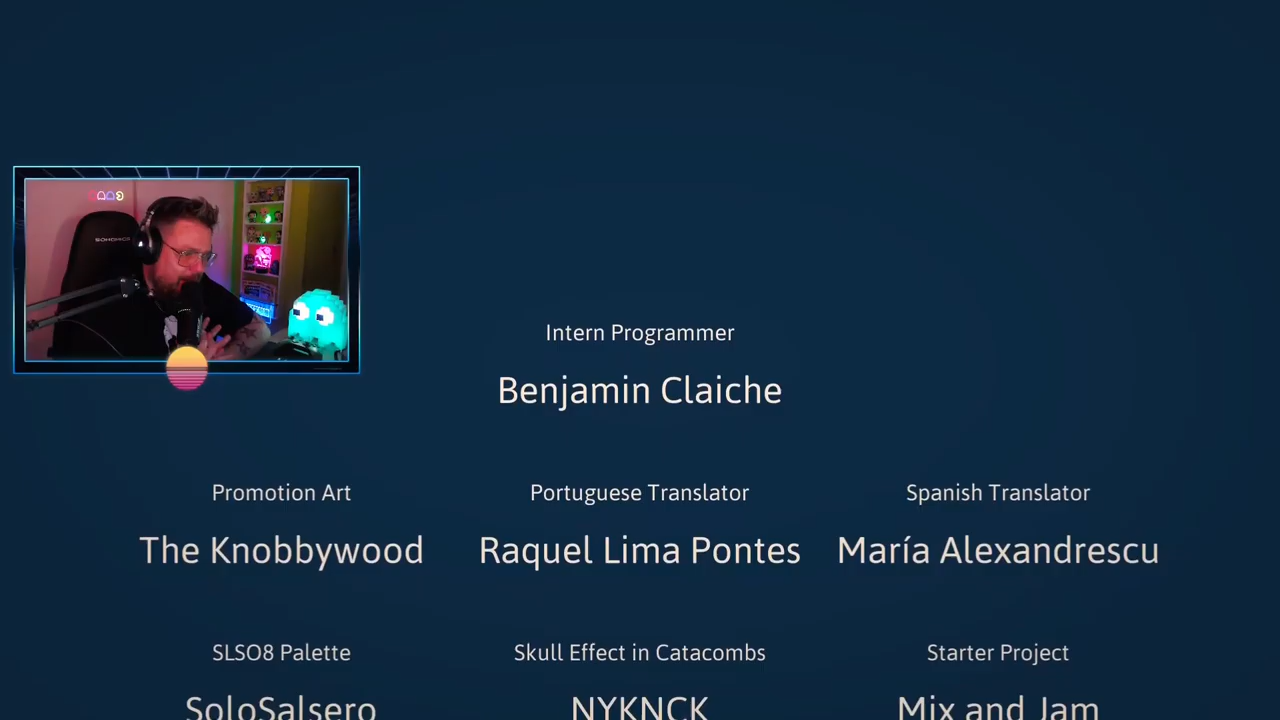 Intern Programmer
Benjamin Claiche
Promotion Art
The Knobbywood
Portuguese Translator
Raquel Lima Pontes
Spanish Translator
María Alexandrescu
SLSO8 Palette
SoloSalsero
Skull Effect in Catacombs
NYKNCK
Starter Project
Mix and Jam